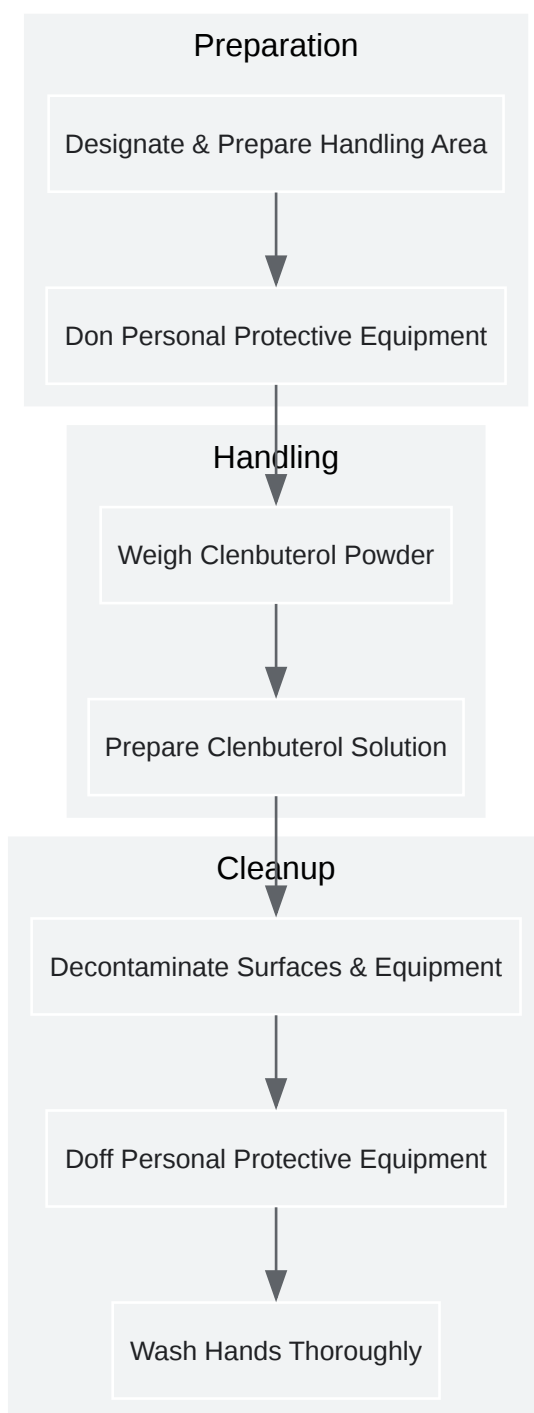 Preparation
Designate & Prepare Handling Area
Don Personal Protective Equipment
Handling
Weigh Clenbuterol Powder
Prepare Clenbuterol Solution
Cleanup
Decontaminate Surfaces & Equipment
Doff Personal Protective Equipment
Wash Hands Thoroughly